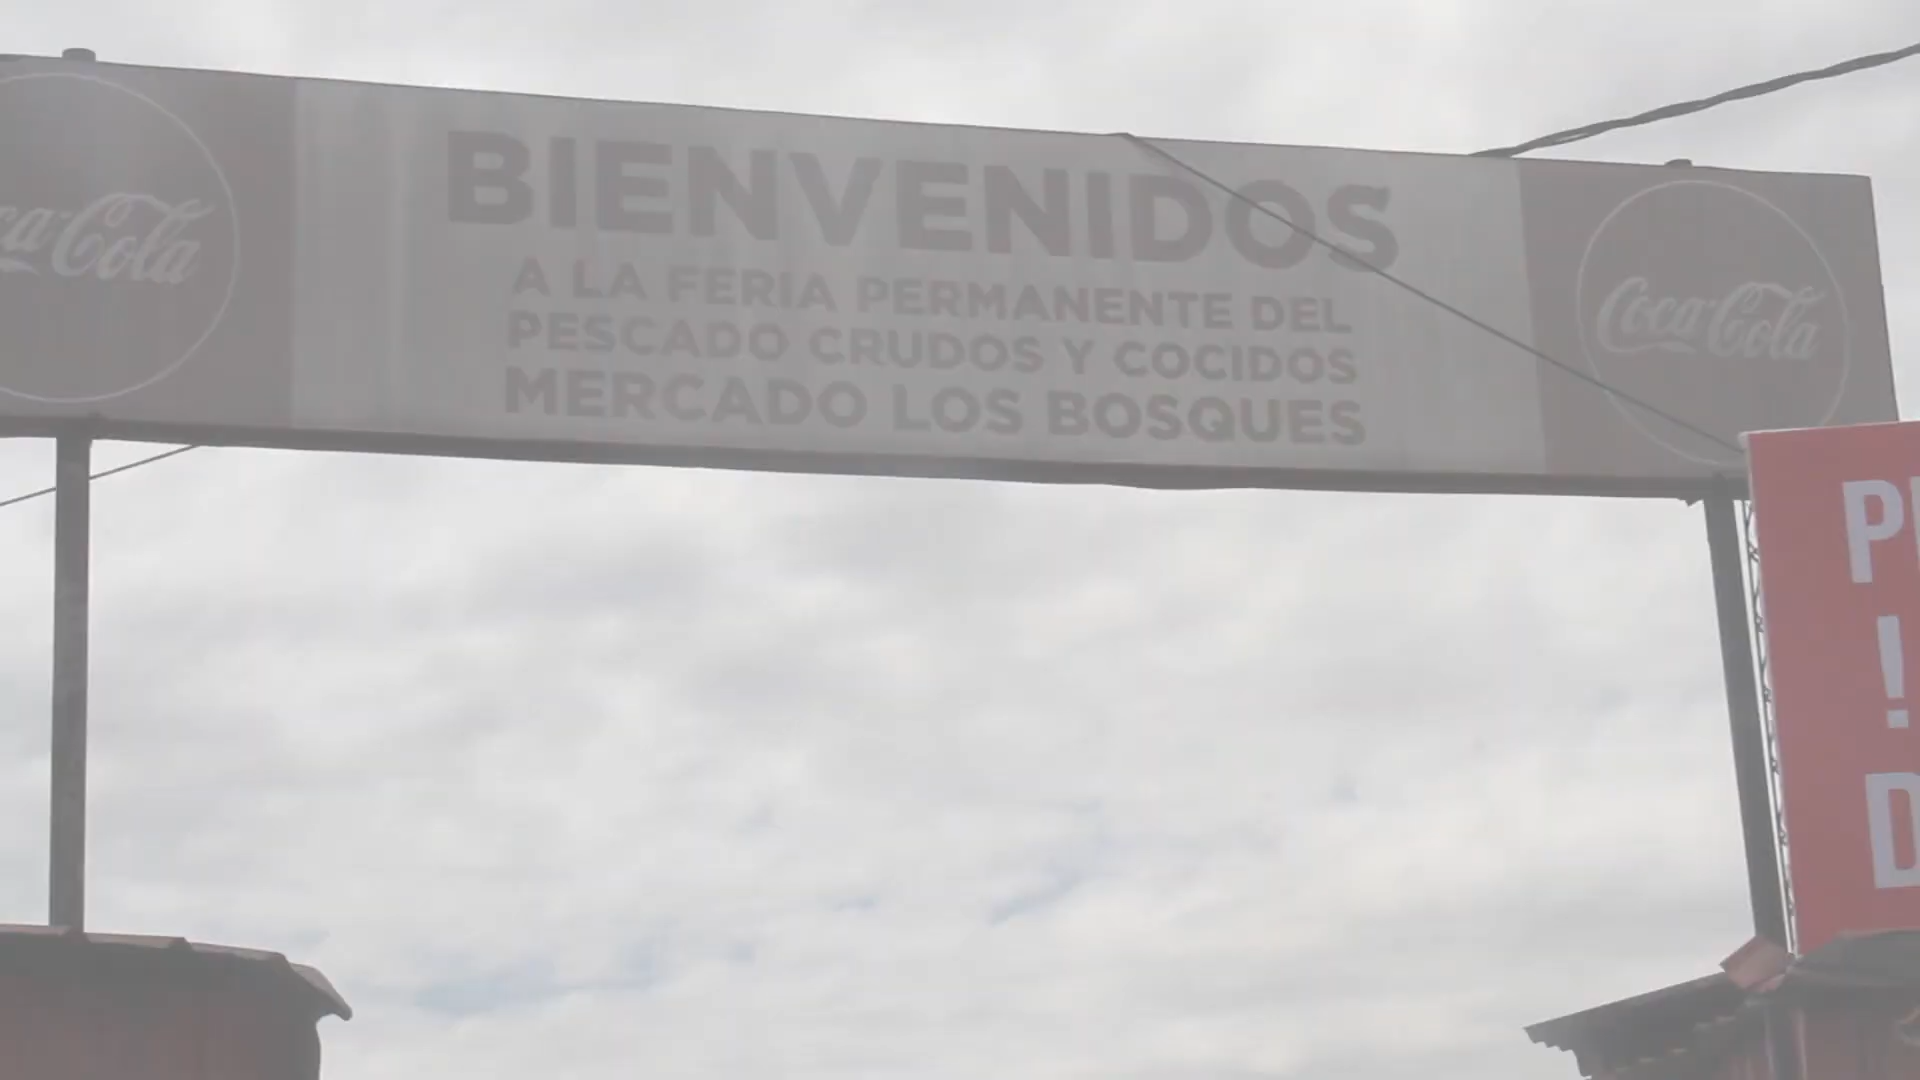 BIENVENIDOS
A LA FERIA PERMANENTE DEL
PESCADO CRUDOS Y COCIDOS
MERCADO LOS BOSQUES
Coca-Cola
Coca-Cola
!